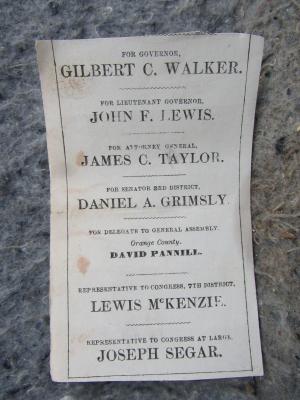 FOR GOVERNOR,
GILBERT C. WALKER.
FOR LIEUTENANT GOVERNOR,
JOHN F. LEWIS.
FOR ATTORNEY GENERAL,
JAMES C. TAYLOR.
FOR SENATOR 22D DISTRICT,
DANIEL A. GRIMSLY.
FOR DELEGATE TO GENERAL ASSEMBLY.
Orange County.
DAVID PANNILL.
REPRESENTATIVE TO CONGRESS, 7TH DISTRICT,
LEWIS McKENZIE.
REPRESENTATIVE TO CONGRESS AT LARGE,
JOSEPH SEGAR.